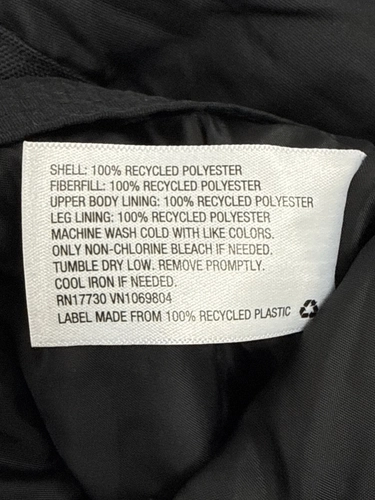 SHELL: 100% RECYCLED POLYESTER
FIBERFILL: 100% RECYCLED POLYESTER
UPPER BODY LINING: 100% RECYCLED POLYESTER
LEG LINING: 100% RECYCLED POLYESTER
MACHINE WASH COLD WITH LIKE COLORS.
ONLY NON-CHLORINE BLEACH IF NEEDED.
TUMBLE DRY LOW. REMOVE PROMPTLY.
COOL IRON IF NEEDED.
RN17730 VN1069804
LABEL MADE FROM 100% RECYCLED PLASTIC